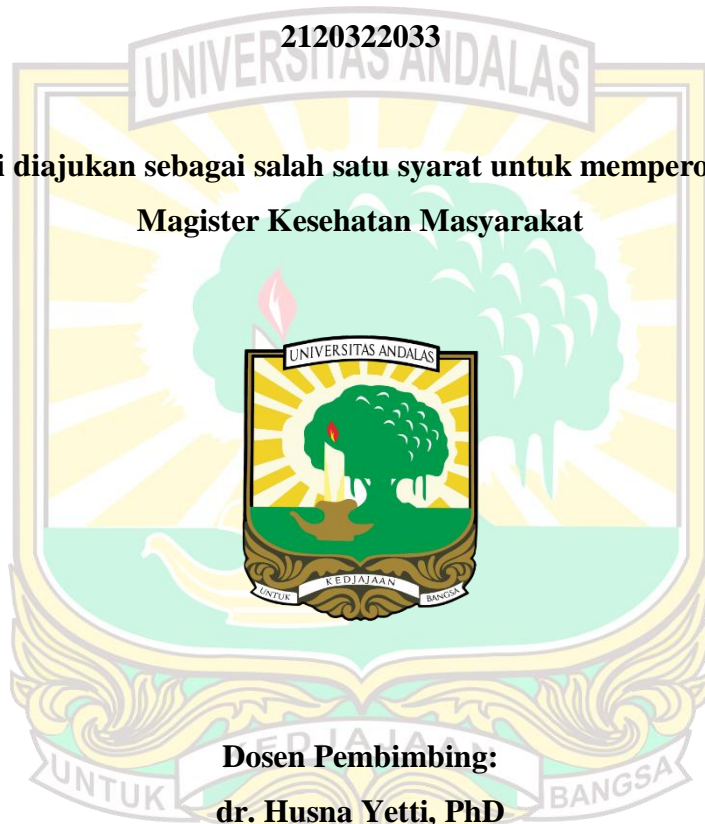 2120322033
UNIVERSITAS ANDALAS
i diajukan sebagai salah satu syarat untuk mempero
Magister Kesehatan Masyarakat
UNIVERSITAS ANDALAS
KEDJAJAAN
UNTUK BANGSA
Dosen Pembimbing:
KEDJAJAAN
UNTUK BANGSA
dr. Husna Yetti, PhD